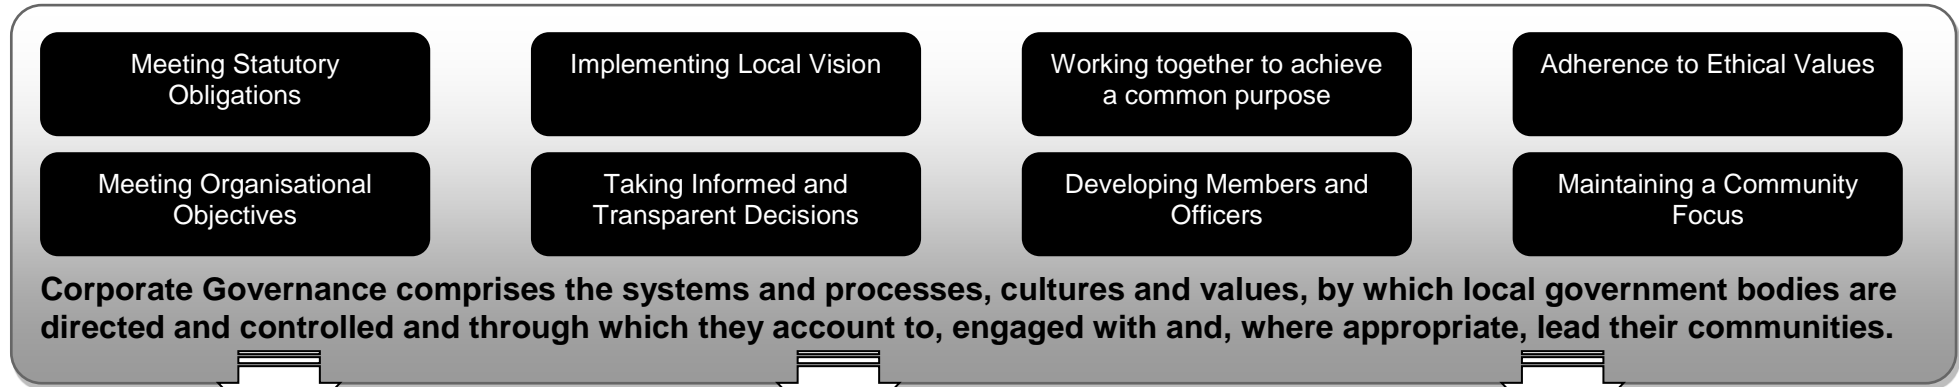 Meeting Statutory
Obligations
Implementing Local Vision
Working together to achieve
a common purpose
Adherence to Ethical Values
Meeting Organisational
Objectives
Taking Informed and
Transparent Decisions
Developing Members and
Officers
Maintaining a Community
Focus
Corporate Governance comprises the systems and processes, cultures and values, by which local government bodies are
directed and controlled and through which they account to, engaged with and, where appropriate, lead their communities.